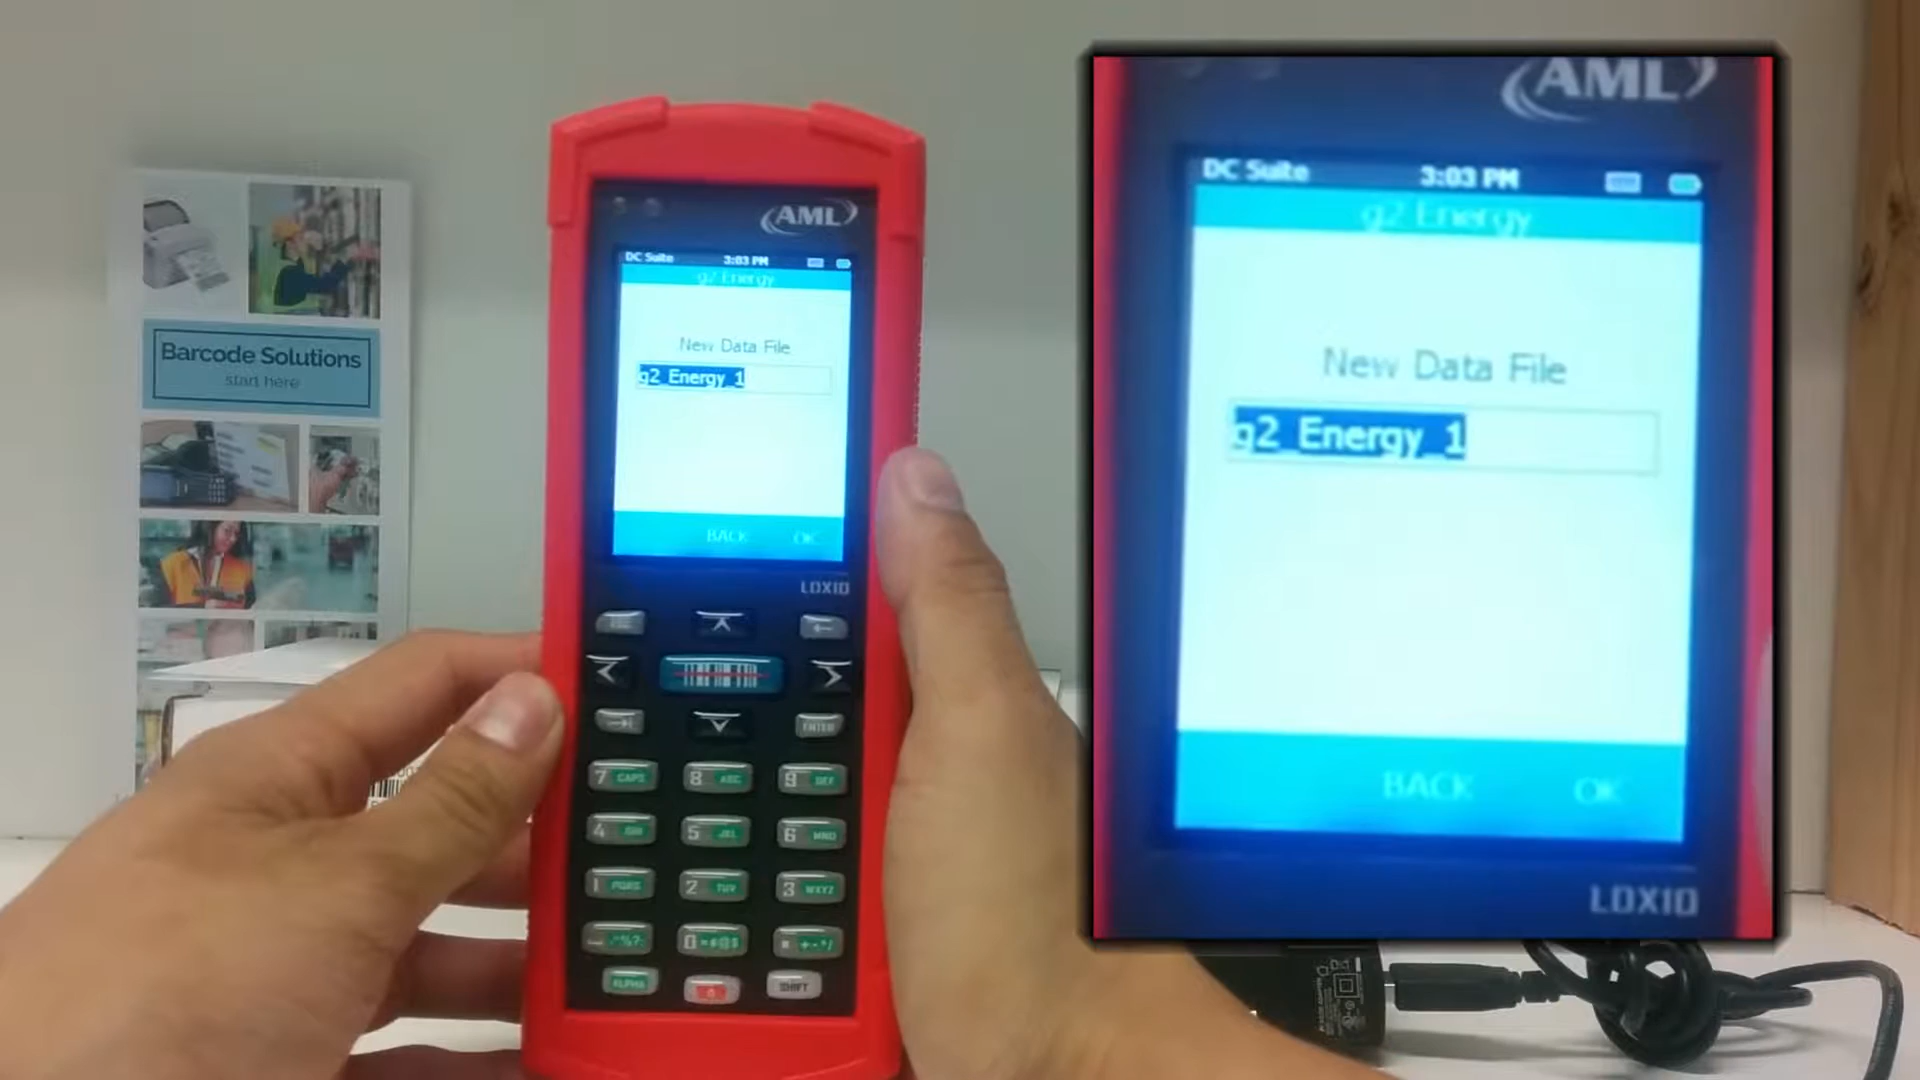 Barcode Solutions
start here
AML
DC Suite 3:03 PM
g2 Energy
New Data File
g2_Energy_1
BACK OK
LDX10
ENTER
7 CAPS 8 ABC 9 DEF
4 GHI 5 JKL 6 MNO
1 PQRS 2 TUV 3 WXYZ
0
ALPHA SHIFT
AML
DC Suite 3:03 PM
g2 Energy
New Data File
g2_Energy_1
BACK OK
LDX10